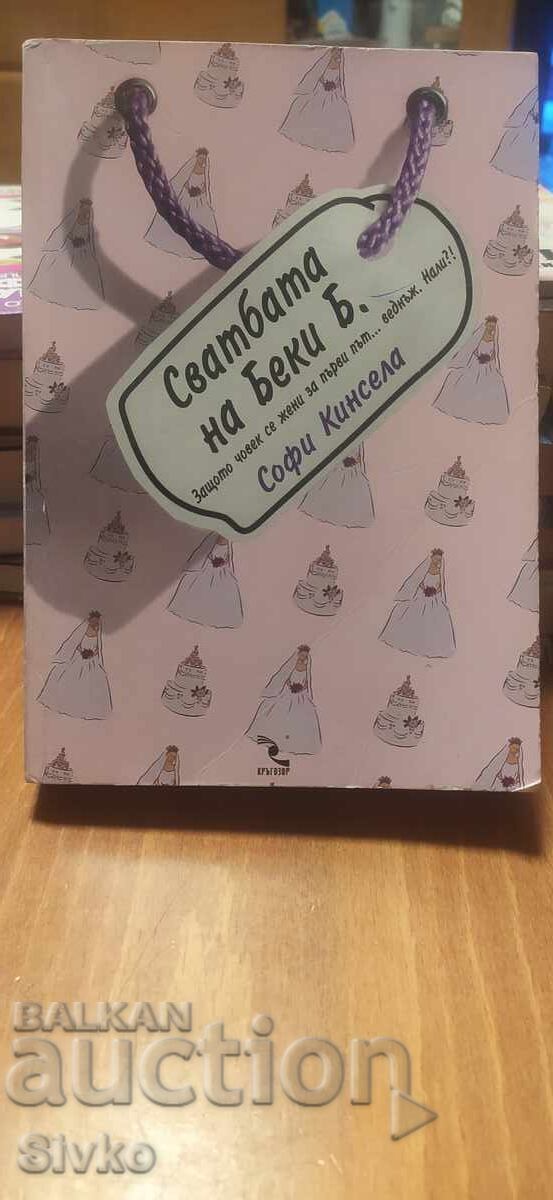 Сватбата
на Беки Б.
Защото човек се жени за първи път... веднъж. Нали?!
Софи Кинсела
КРЪГОЗОР
BALKAN
auction
Sivko